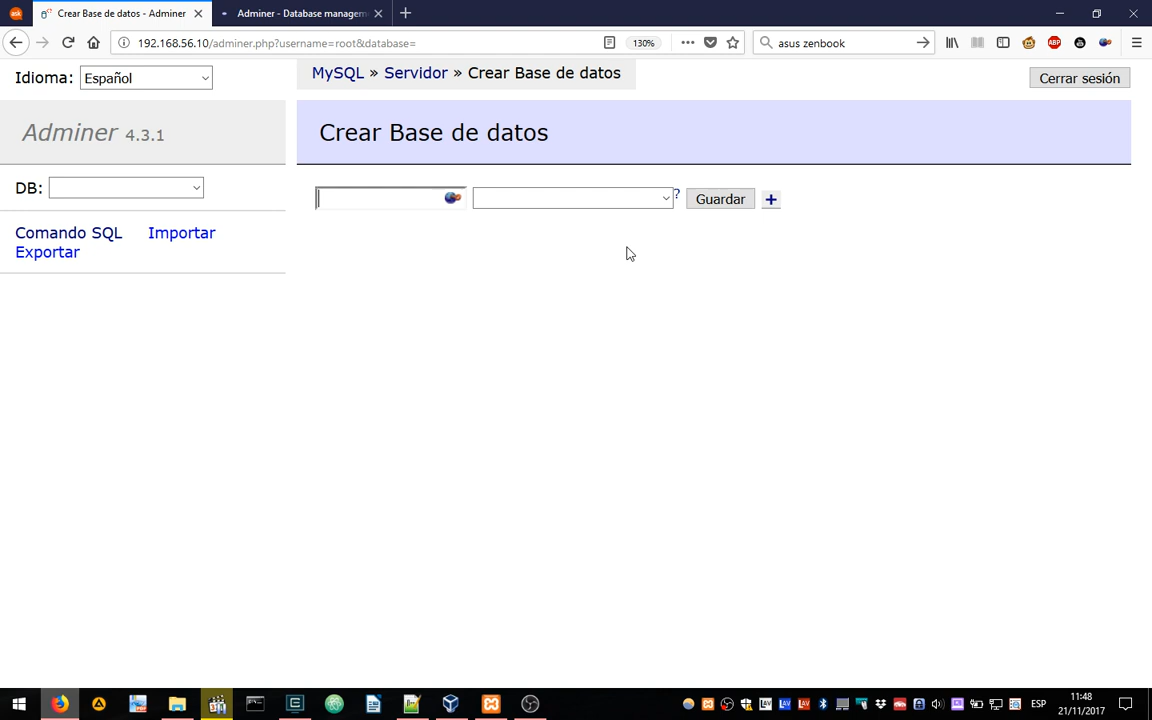 Crear Base de datos - Adminer
Adminer - Database managem
192.168.56.10/adminer.php?username=root&database=
130%
asus zenbook
Idioma: Español
MySQL » Servidor » Crear Base de datos
Cerrar sesión
Adminer 4.3.1
Crear Base de datos
DB:
?
Guardar
+
Comando SQL
Importar
Exportar
ESP
11:48
21/11/2017